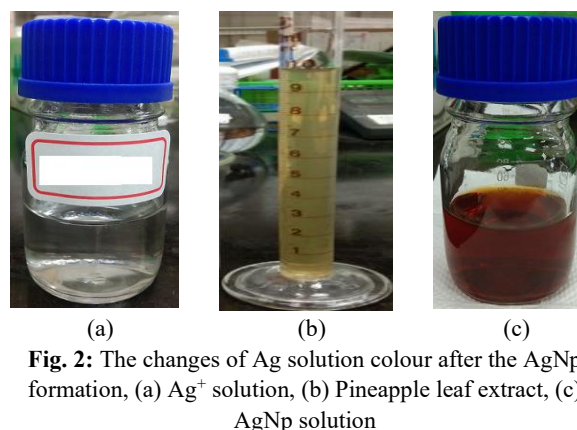 9
8
7
6
5
4
3
2
1
(a) (b) (c)
Fig. 2: The changes of Ag solution colour after the AgNp
formation, (a) Ag⁺ solution, (b) Pineapple leaf extract, (c)
AgNp solution